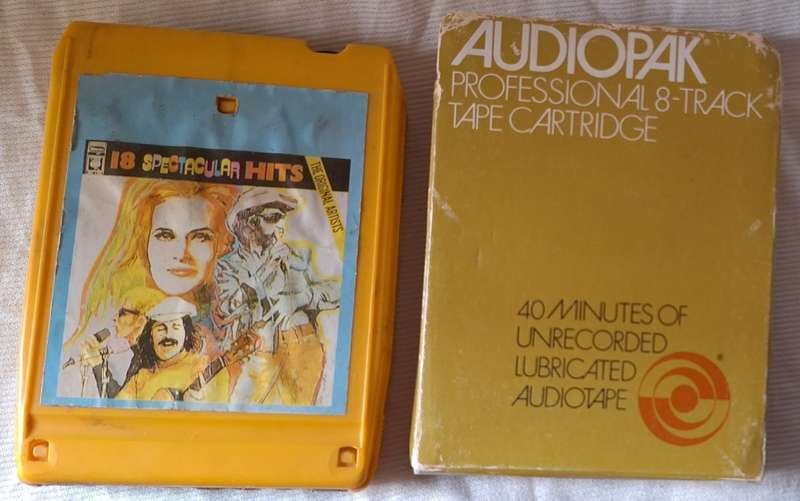 18 SPECTACULAR HITS
THE ORIGINAL ARTISTS
AUDIOPAK
PROFESSIONAL 8-TRACK
TAPE CARTRIDGE
40 MINUTES OF
UNRECORDED
LUBRICATED
AUDIOTAPE